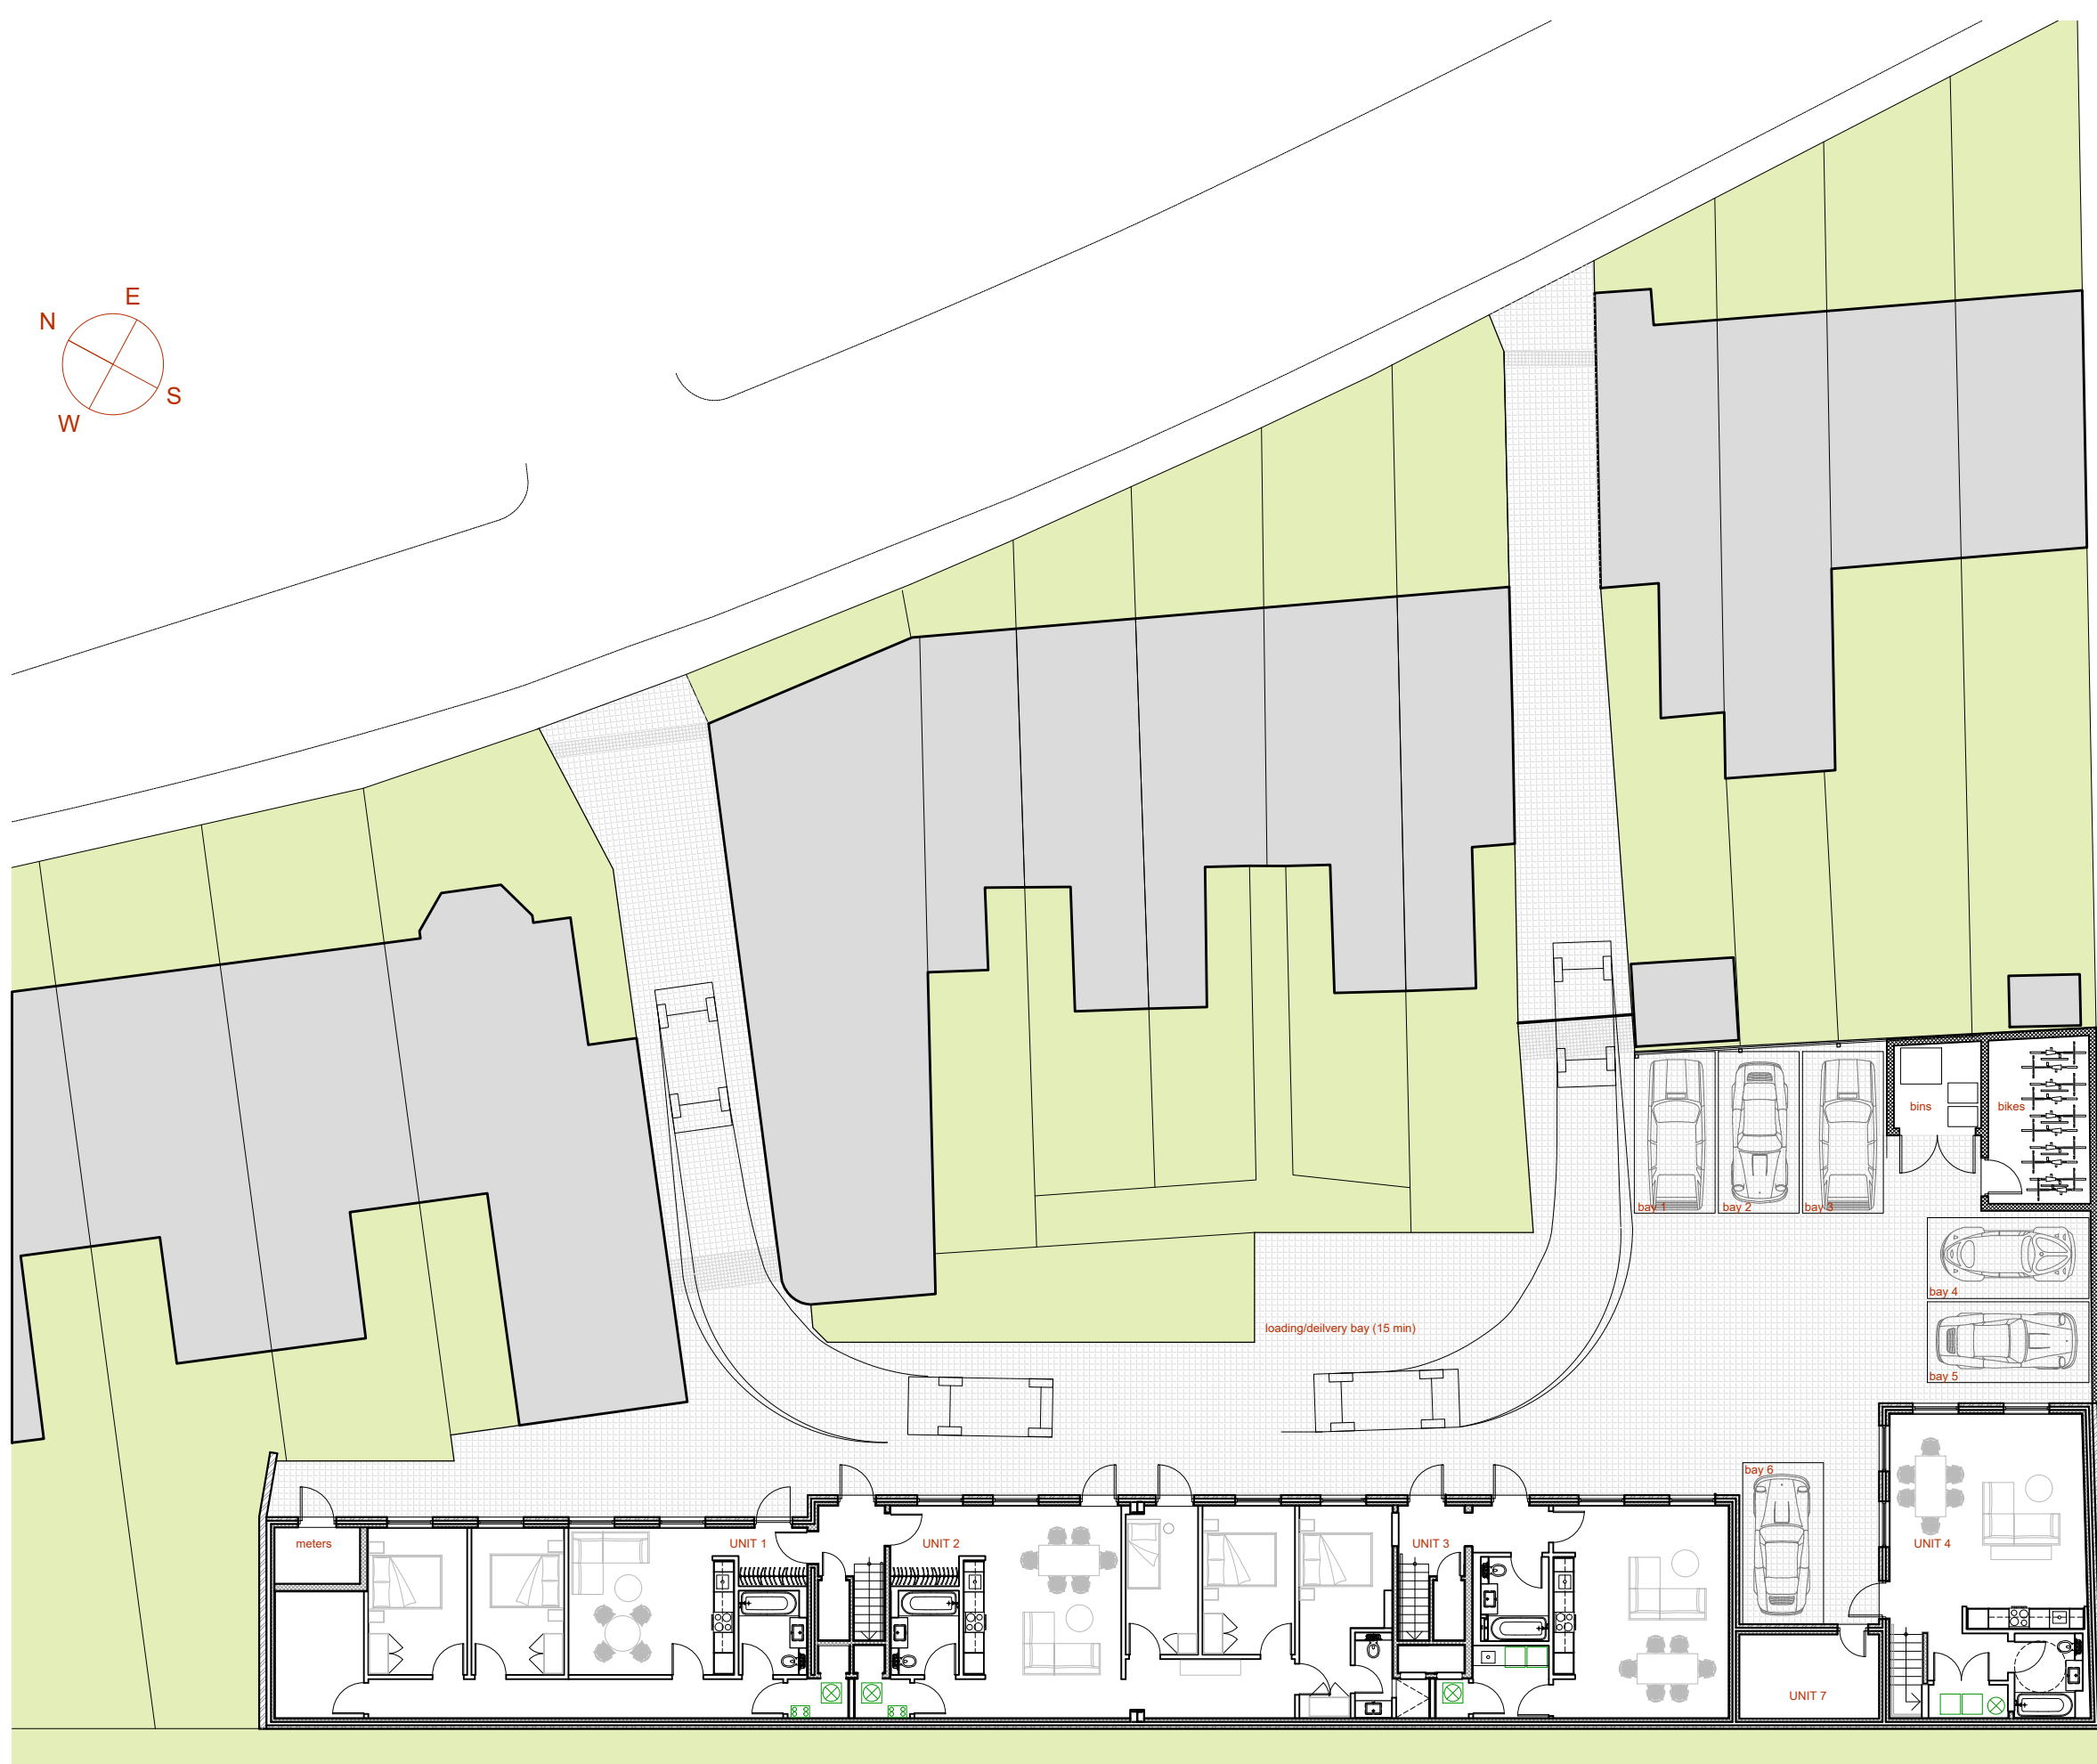 E
N
S
W
bins
bikes
bay 1
bay 2
bay 3
bay 4
loading/deilvery bay (15 min)
bay 5
bay 6
meters
UNIT 1
UNIT 2
UNIT 3
UNIT 4
UNIT 7